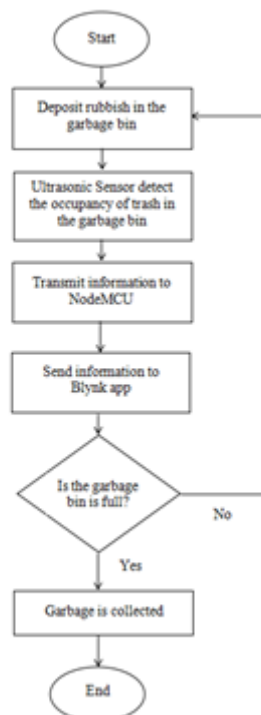 Start
Deposit rubbish in the
garbage bin
Ultrasonic Sensor detect
the occupancy of trash in
the garbage bin
Transmit information to
NodeMCU
Send information to
Blynk app
Is the garbage
bin is full?
No
Yes
Garbage is collected
End